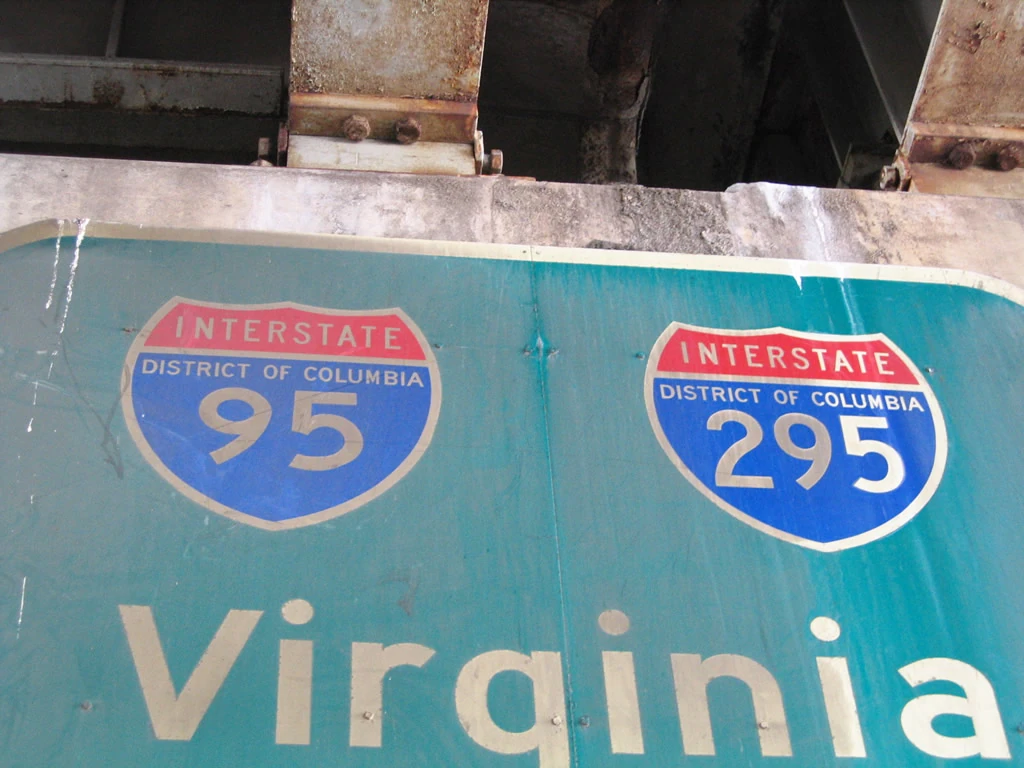 INTERSTATE
DISTRICT OF COLUMBIA
95
INTERSTATE
DISTRICT OF COLUMBIA
295
Virginia